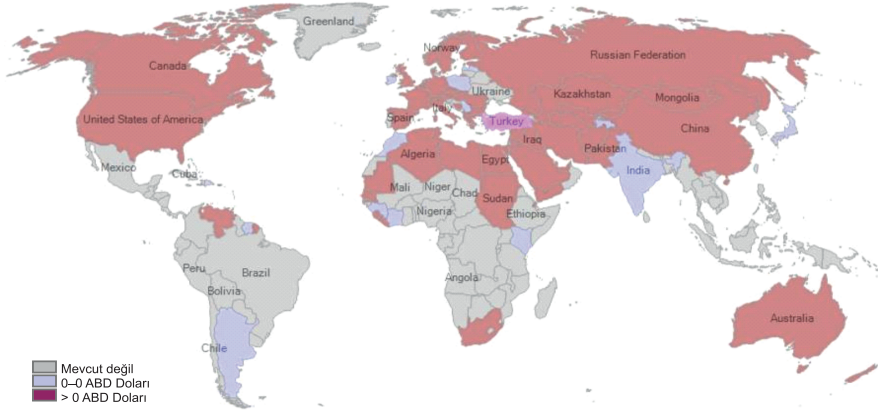 Greenland
Norway
Canada
Russian Federation
Ukraine
Kazakhstan
Mongolia
United States of America
Spain
Italy
Turkey
China
Iraq
Pakistan
Algeria
Egypt
Mexico
Cuba
India
Mali
Niger
Chad
Sudan
Nigeria
Ethiopia
Peru
Brazil
Angola
Bolivia
Australia
Chile
Mevcut değil
0–0 ABD Doları
> 0 ABD Doları